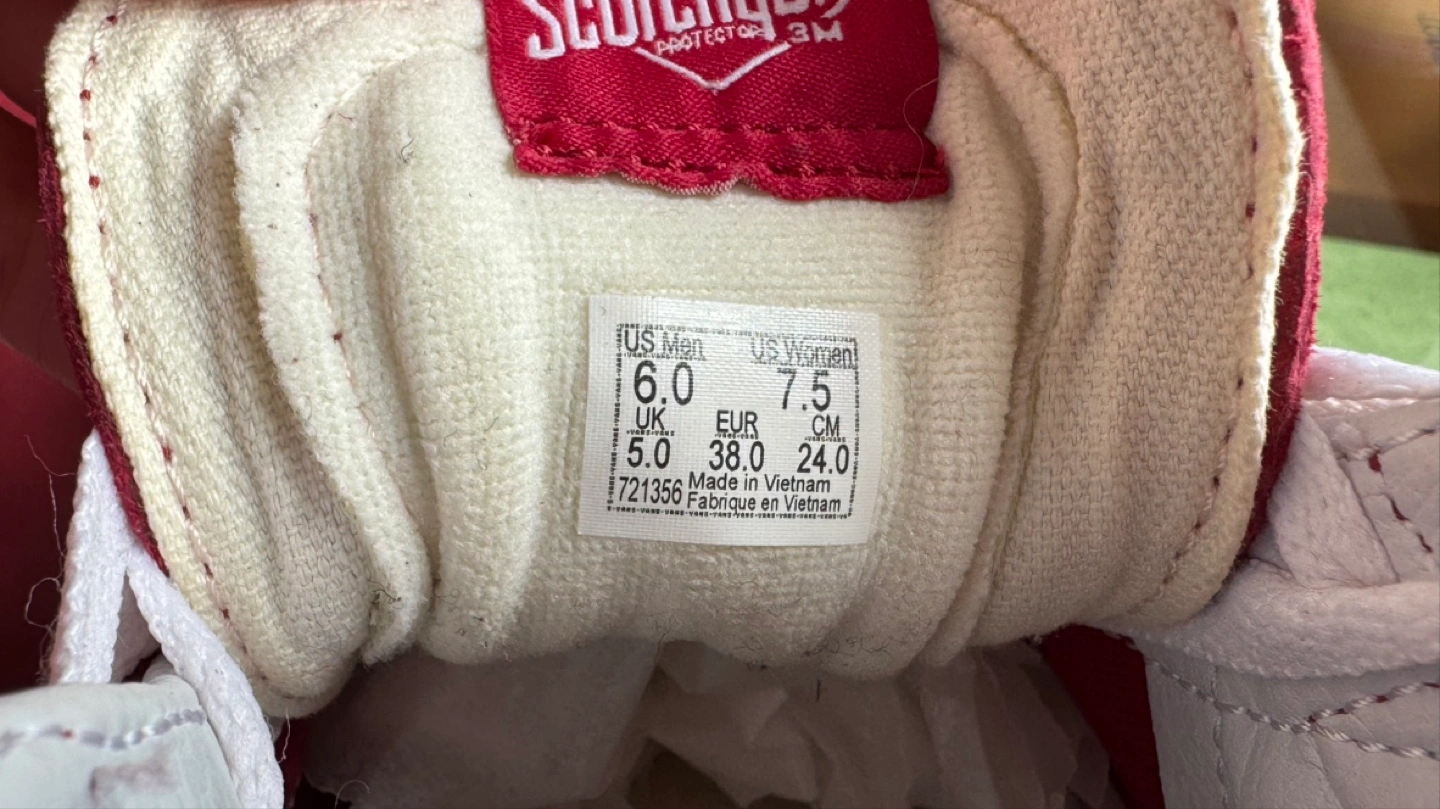 PROTECTOR 3M
US Men US Women
6.0 7.5
UK EUR CM
5.0 38.0 24.0
721356 Made in Vietnam
Fabrique en Vietnam